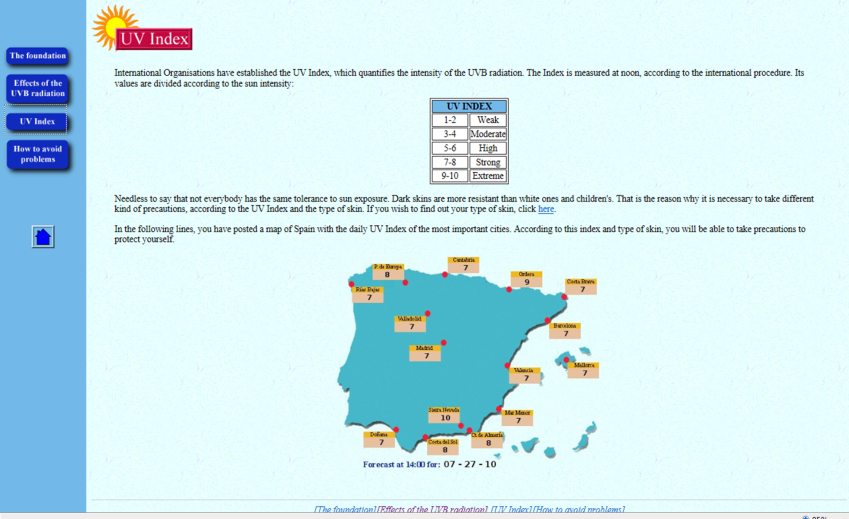 UV Index
The foundation
Effects of the
UVB radiation
UV Index
How to avoid
problems
International Organisations have established the UV Index, which quantifies the intensity of the UVB radiation. The Index is measured at noon, according to the international procedure. Its
values are divided according to the sun intensity:
UV INDEX
1-2 Weak
3-4 Moderate
5-6 High
7-8 Strong
9-10 Extreme
Needless to say that not everybody has the same tolerance to sun exposure. Dark skins are more resistant than white ones and children's. That is the reason why it is necessary to take different
kind of precautions, according to the UV Index and the type of skin. If you wish to find out your type of skin, click here.
In the following lines, you have posted a map of Spain with the daily UV Index of the most important cities. According to this index and type of skin, you will be able to take precautions to
protect yourself.
Cantabria
7
P. de Europa
8
Ordesa
9
Costa Brava
7
Rías Bajas
7
Valladolid
7
Barcelona
7
Madrid
7
Mallorca
7
Valencia
7
Sierra Nevada
10
Mar Menor
7
Doñana
7
Costa del Sol
8
Ct de Almería
8
Forecast at 14:00 for: 07 - 27 - 10
[The foundation][Effects of the UVB radiation] [UV Index][How to avoid problems]